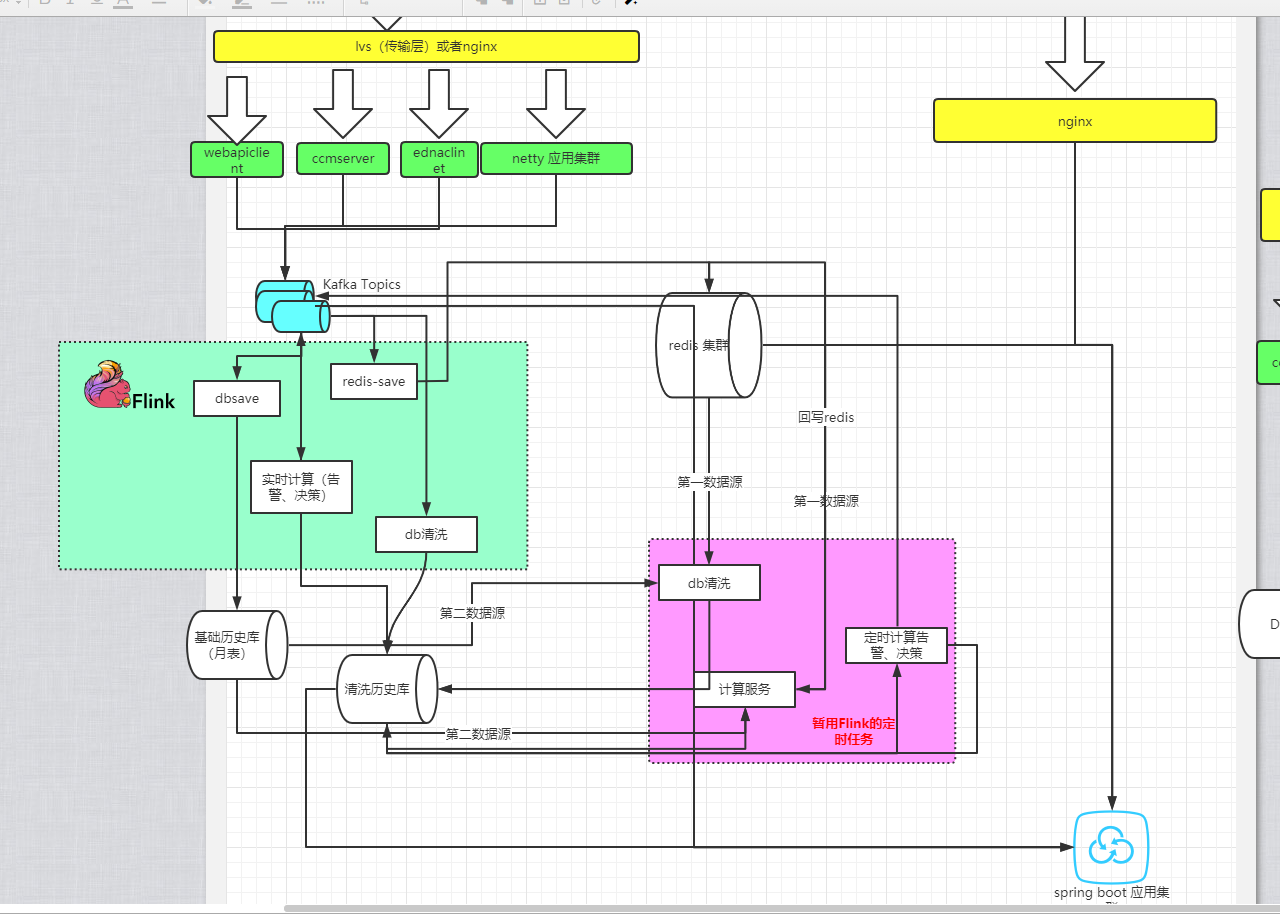 lvs（传输层）或者nginx
nginx
webapiclie
nt
ccmserver
ednaclin
et
netty 应用集群
Kafka Topics
redis 集群
redis-save
dbsave
Flink
回写redis
实时计算（告
警、决策）
第一数据源
第一数据源
db清洗
db清洗
第二数据源
基础历史库
（月表）
定时计算告
警、决策
清洗历史库
计算服务
暂用Flink的定
时任务
第二数据源
spring boot 应用集